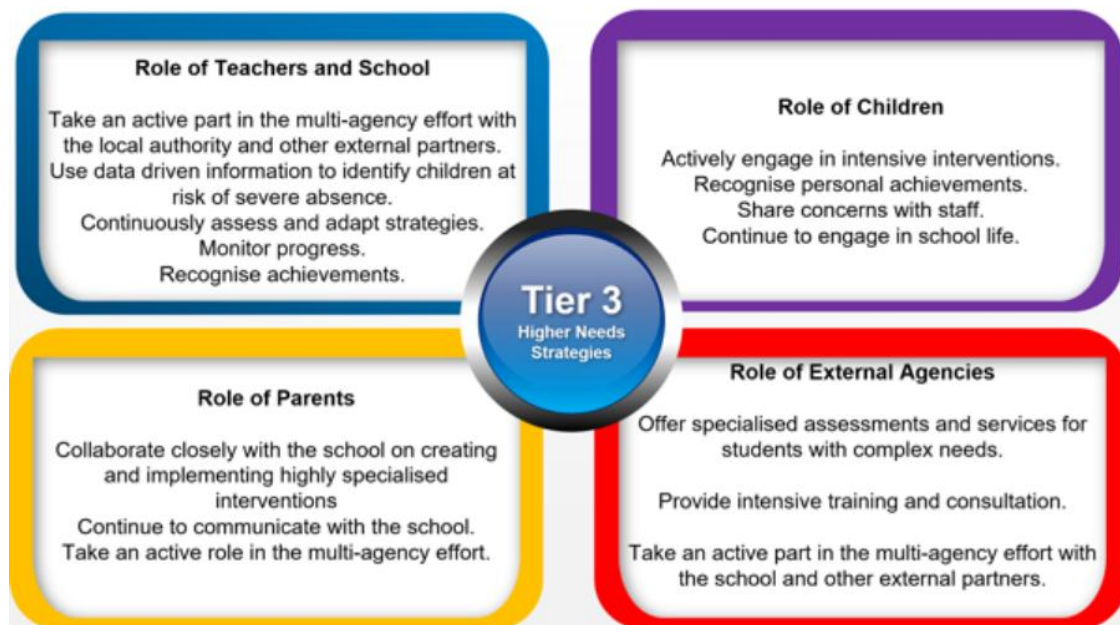 Role of Teachers and School
Take an active part in the multi-agency effort with
the local authority and other external partners.
Use data driven information to identify children at
risk of severe absence.
Continuously assess and adapt strategies.
Monitor progress.
Recognise achievements.
Role of Children
Actively engage in intensive interventions.
Recognise personal achievements.
Share concerns with staff.
Continue to engage in school life.
Tier 3
Higher Needs
Strategies
Role of Parents
Collaborate closely with the school on creating
and implementing highly specialised
interventions
Continue to communicate with the school.
Take an active role in the multi-agency effort.
Role of External Agencies
Offer specialised assessments and services for
students with complex needs.
Provide intensive training and consultation.
Take an active part in the multi-agency effort with
the school and other external partners.